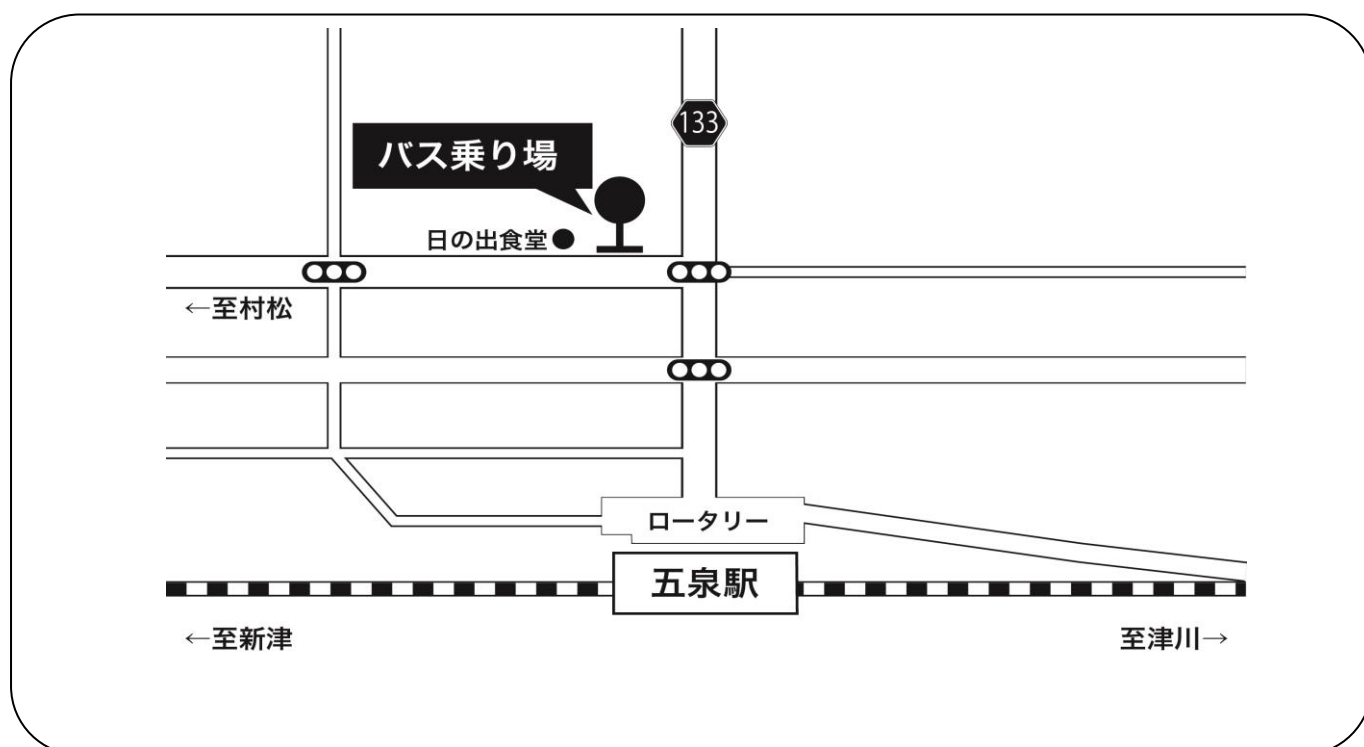 133
バス乗り場
日の出食堂
←至村松
ロータリー
五泉駅
←至新津
至津川→